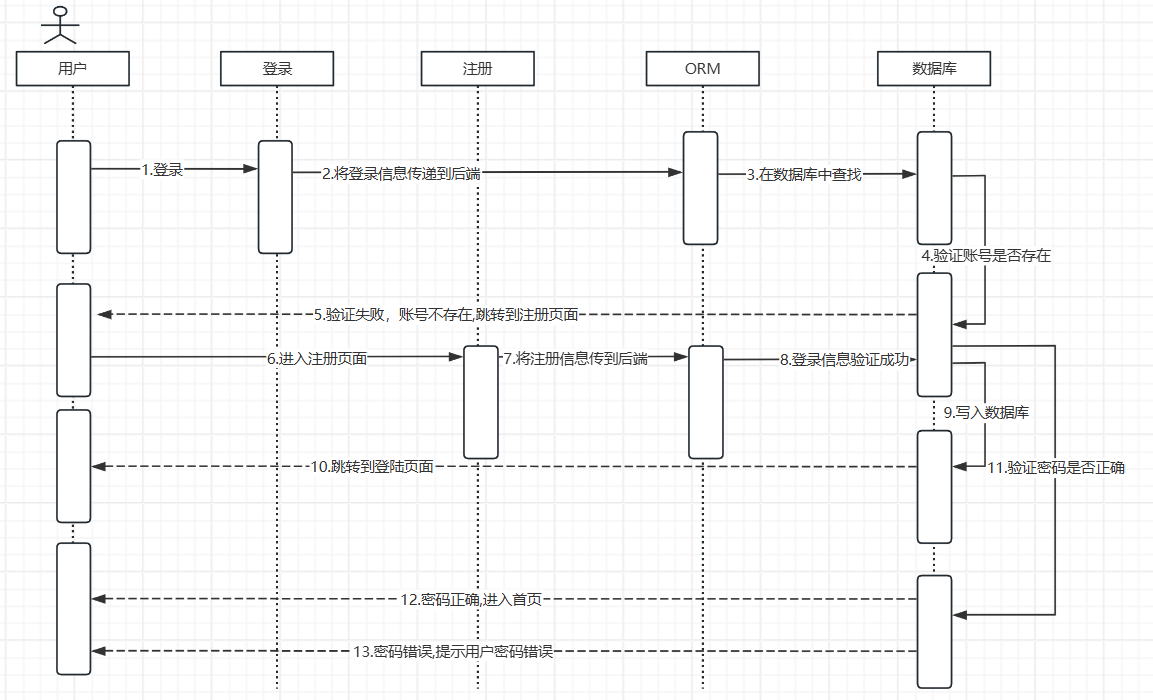 用户
登录
注册
ORM
数据库
1.登录
2.将登录信息传递到后端
3.在数据库中查找
4.验证账号是否存在
5.验证失败，账号不存在,跳转到注册页面
6.进入注册页面
7.将注册信息传到后端
8.登录信息验证成功
9.写入数据库
10.跳转到登陆页面
11.验证密码是否正确
12.密码正确,进入首页
13.密码错误,提示用户密码错误